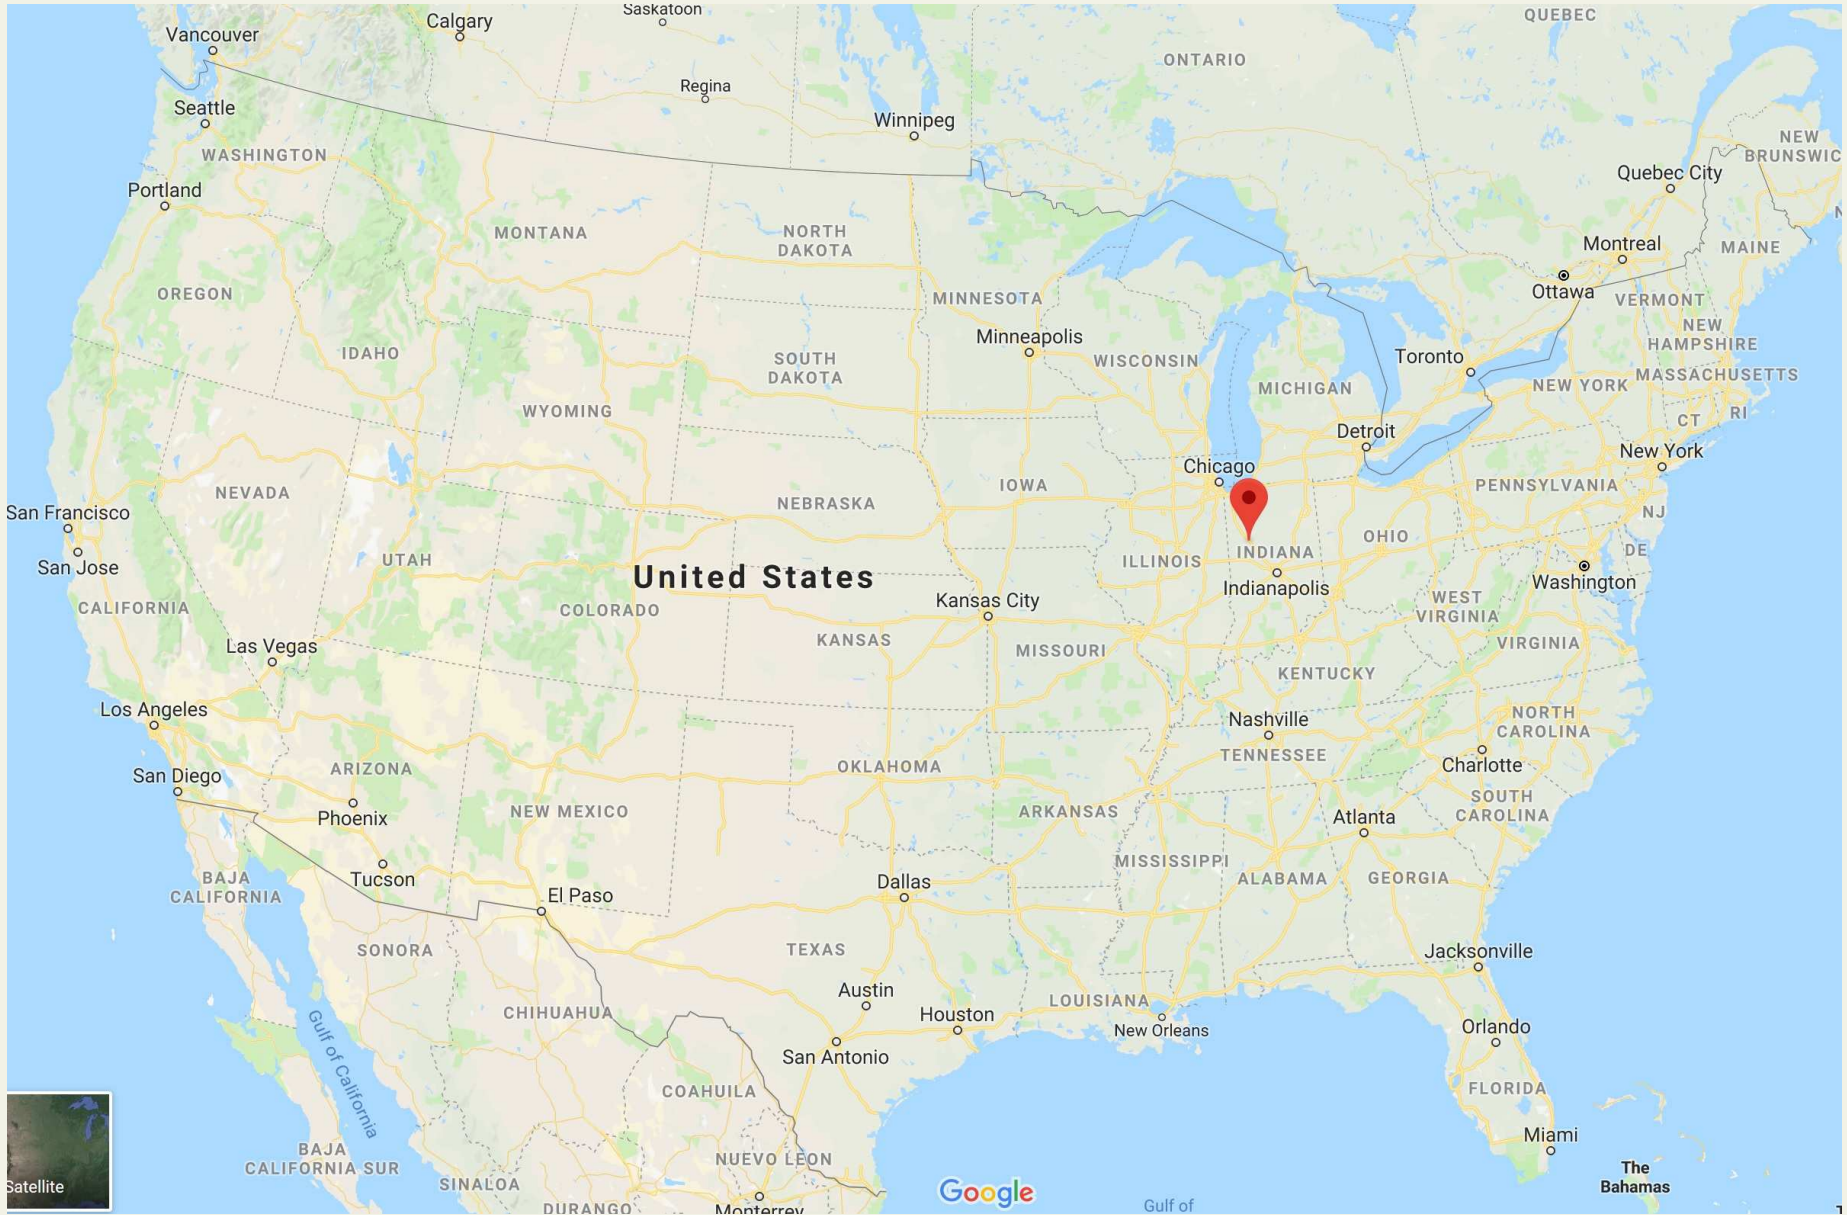 Saskatoon
Calgary
QUEBEC
Vancouver
ONTARIO
Regina
Seattle
Winnipeg
NEW
BRUNSWIC
WASHINGTON
Quebec City
Portland
MONTANA
NORTH
DAKOTA
Montreal
MAINE
OREGON
MINNESOTA
Ottawa
VERMONT
NEW
HAMPSHIRE
Minneapolis
IDAHO
SOUTH
DAKOTA
WISCONSIN
Toronto
MASSACHUSETTS
MICHIGAN
NEW YORK
WYOMING
CT
RI
Detroit
New York
Chicago
NEVADA
NEBRASKA
IOWA
PENNSYLVANIA
San Francisco
NJ
OHIO
UTAH
ILLINOIS
INDIANA
DE
San Jose
United States
Indianapolis
Washington
CALIFORNIA
COLORADO
Kansas City
WEST
VIRGINIA
Las Vegas
KANSAS
MISSOURI
VIRGINIA
KENTUCKY
Los Angeles
Nashville
NORTH
CAROLINA
TENNESSEE
San Diego
ARIZONA
OKLAHOMA
Charlotte
Phoenix
NEW MEXICO
ARKANSAS
SOUTH
CAROLINA
Atlanta
MISSISSIPPI
BAJA
CALIFORNIA
Tucson
Dallas
ALABAMA
GEORGIA
El Paso
SONORA
TEXAS
Jacksonville
Austin
LOUISIANA
CHIHUAHUA
Houston
New Orleans
Orlando
Gulf of California
San Antonio
COAHUILA
FLORIDA
Miami
BAJA
CALIFORNIA SUR
NUEVO LEON
The
Bahamas
Satellite
SINALOA
Google
DURANGO
Monterrey
Gulf of